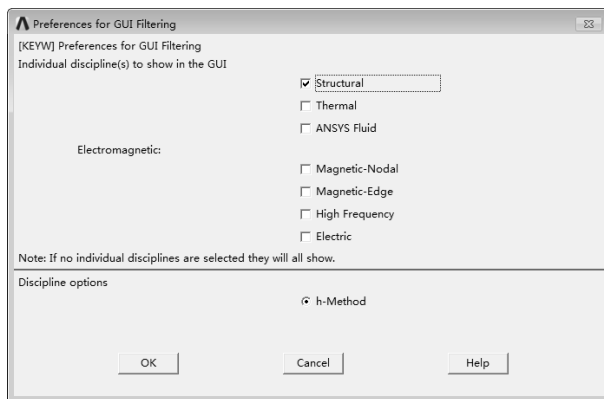 Preferences for GUI Filtering
[KEYW] Preferences for GUI Filtering
Individual discipline(s) to show in the GUI
Structural
Thermal
ANSYS Fluid
Electromagnetic:
Magnetic-Nodal
Magnetic-Edge
High Frequency
Electric
Note: If no individual disciplines are selected they will all show.
Discipline options
h-Method
OK Cancel Help